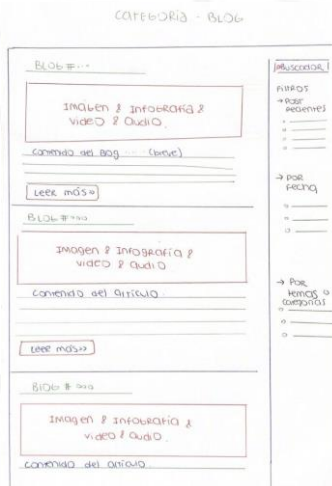 categoría - BLOG
BLOG #...
Imagen & Infografía &
video & Audio.
Contenido del Blog ... (breve)
Leer más»
BLOG #...
Imagen & Infografía &
video & Audio
Contenido del artículo
Leer más»
BLOG #...
Imagen & Infografía &
video & Audio.
Contenido del artículo
Buscador
FILTROS
→ POST
Recientes
→ POR
Fecha
→ POR
temas o
categorías